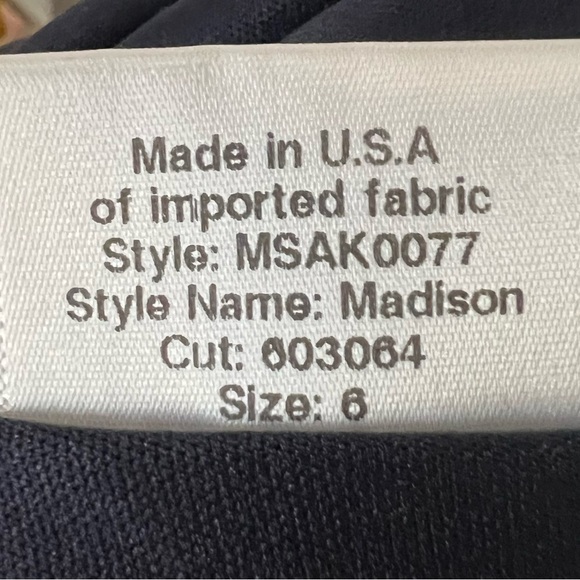 Made in U.S.A
of imported fabric
Style: MSAK0077
Style Name: Madison
Cut: 603064
Size: 6